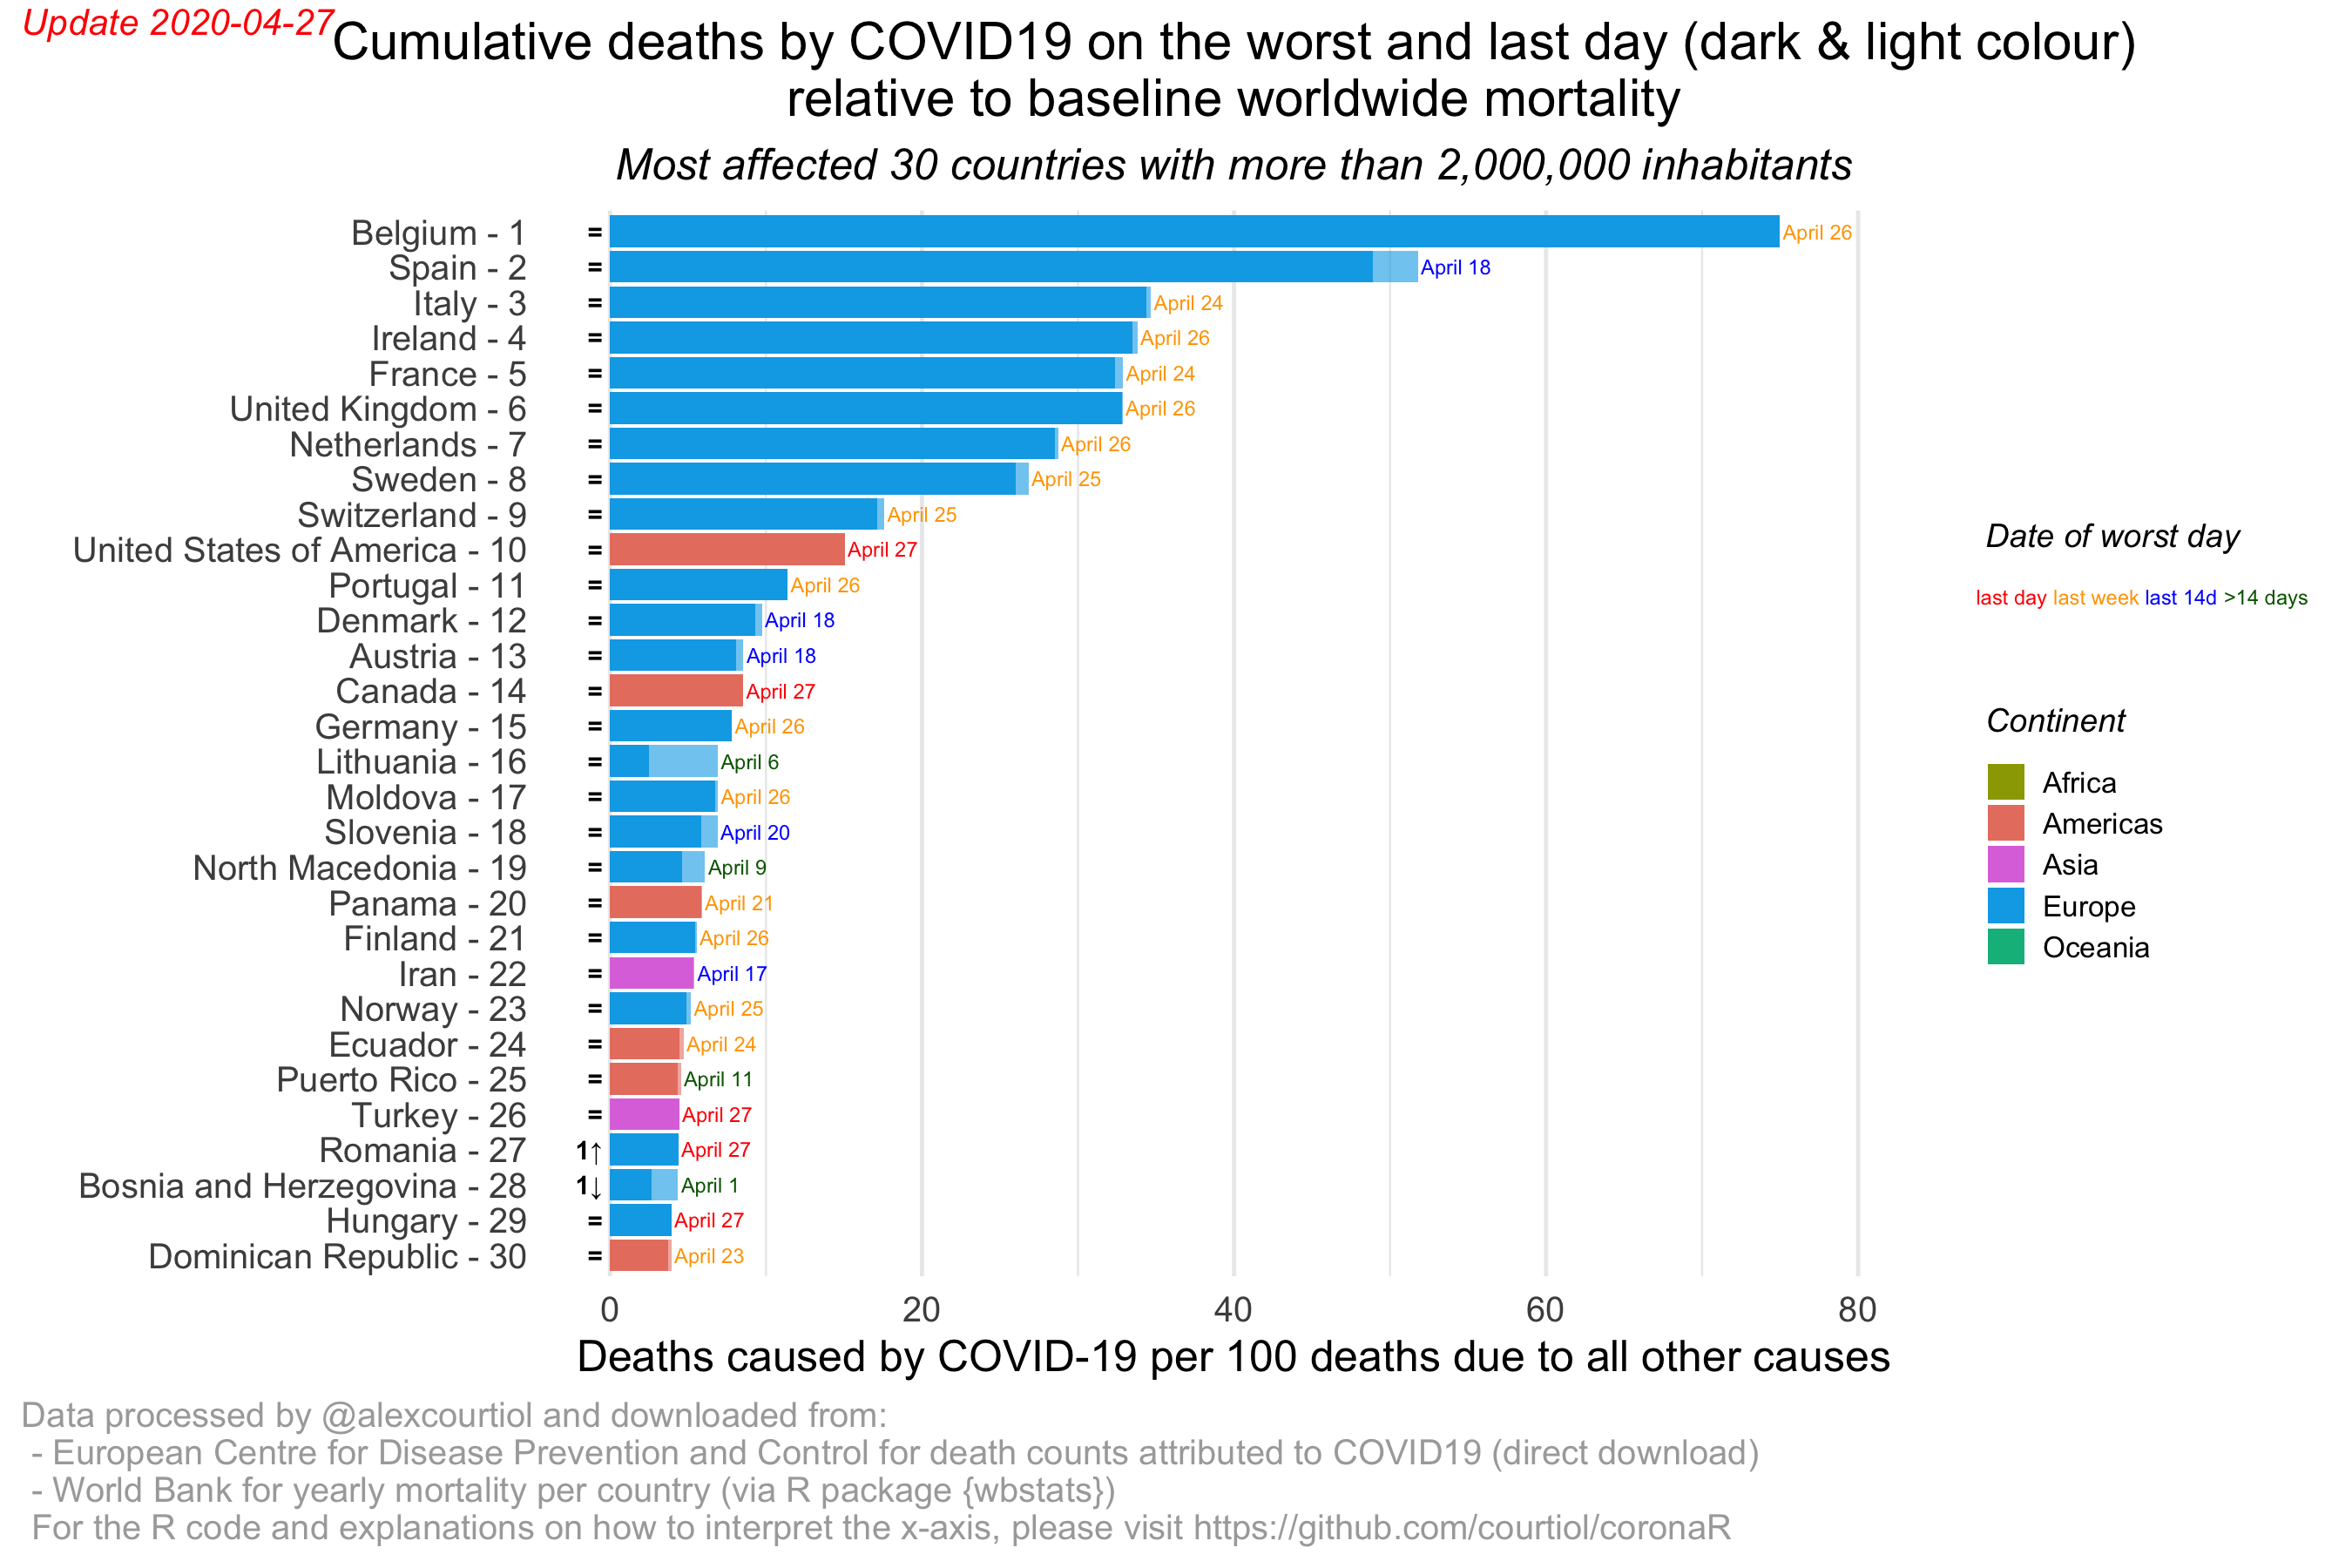 Update 2020-04-27
Cumulative deaths by COVID19 on the worst and last day (dark & light colour)
relative to baseline worldwide mortality
Most affected 30 countries with more than 2,000,000 inhabitants
Belgium - 1 = April 26
Spain - 2 = April 18
Italy - 3 = April 24
Ireland - 4 = April 26
France - 5 = April 24
United Kingdom - 6 = April 26
Netherlands - 7 = April 26
Sweden - 8 = April 25
Switzerland - 9 = April 25
United States of America - 10 = April 27
Portugal - 11 = April 26
Denmark - 12 = April 18
Austria - 13 = April 18
Canada - 14 = April 27
Germany - 15 = April 26
Lithuania - 16 = April 6
Moldova - 17 = April 26
Slovenia - 18 = April 20
North Macedonia - 19 = April 9
Panama - 20 = April 21
Finland - 21 = April 26
Iran - 22 = April 17
Norway - 23 = April 25
Ecuador - 24 = April 24
Puerto Rico - 25 = April 11
Turkey - 26 = April 27
Romania - 27 1↑ April 27
Bosnia and Herzegovina - 28 1↓ April 1
Hungary - 29 = April 27
Dominican Republic - 30 = April 23
0 20 40 60 80
Deaths caused by COVID-19 per 100 deaths due to all other causes
Date of worst day
last day last week last 14d >14 days
Continent
Africa
Americas
Asia
Europe
Oceania
Data processed by @alexcourtiol and downloaded from:
- European Centre for Disease Prevention and Control for death counts attributed to COVID19 (direct download)
- World Bank for yearly mortality per country (via R package {wbstats})
For the R code and explanations on how to interpret the x-axis, please visit https://github.com/courtiol/coronaR